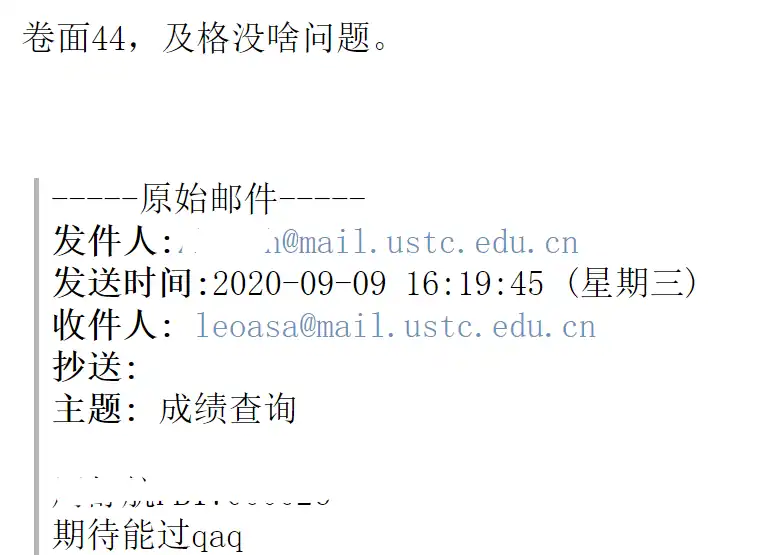 卷面44，及格没啥问题。
-----原始邮件-----
发件人:@mail.ustc.edu.cn
发送时间:2020-09-09 16:19:45 (星期三)
收件人: leoasa@mail.ustc.edu.cn
抄送:
主题: 成绩查询
期待能过qaq